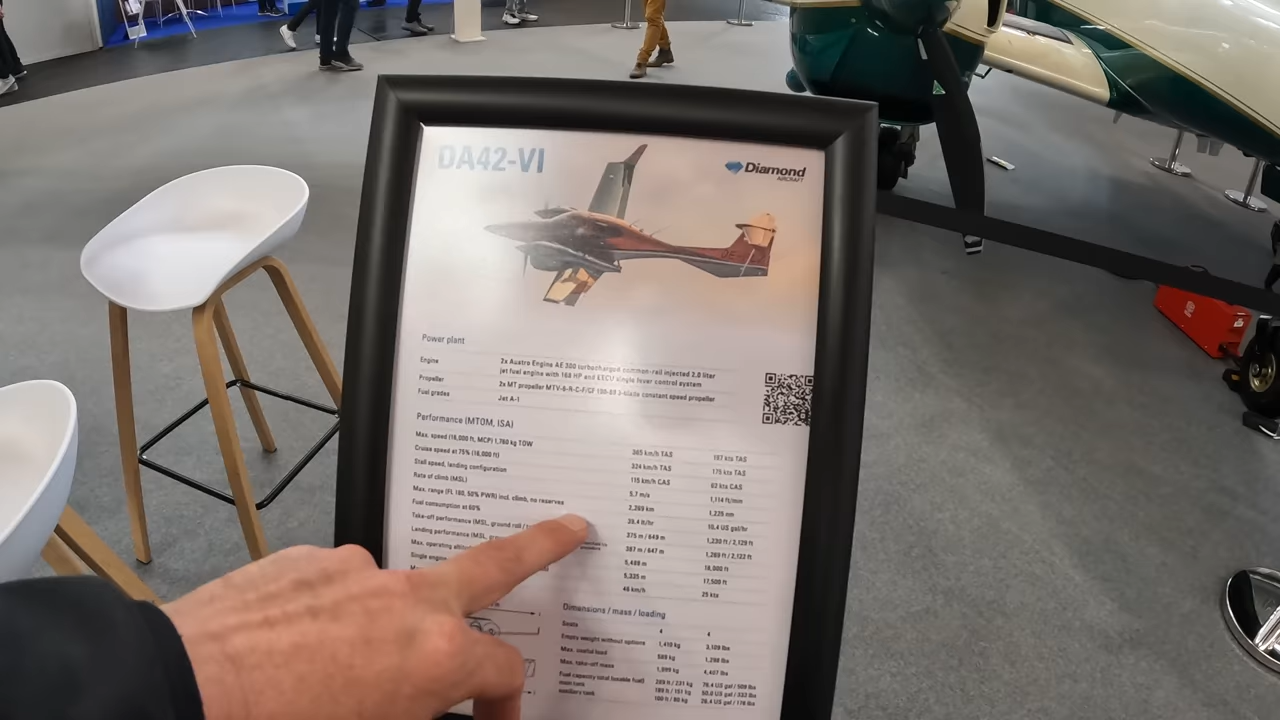 DA42-VI
Diamond
AIRCRAFT
Power plant
Engine 2x Austro Engine AE 300 turbocharged common-rail injected 2.0 liter
jet fuel engine with 168 HP and EECU single lever control system
Propeller 2x MT propeller 3-blade constant speed propeller
Fuel grades Jet A-1
Performance (MTOM, ISA)
Max. speed (16,000 ft, MCP) 1,700 kg TOW 365 km/h TAS 197 kts TAS
Cruise speed at 75% (16,000 ft) 324 km/h TAS 175 kts TAS
Stall speed, landing configuration 115 km/h CAS 62 kts CAS
Rate of climb (MSL) 5.7 m/s 1,114 ft/min
Max. range (FL 180, 50% PWR) incl. climb, no reserves 2,269 km 1,225 nm
Fuel consumption at 60% 39.4 lt/hr 10.4 US gal/hr
Take-off performance (MSL, ground roll / 375 m / 649 m 1,230 ft / 2,129 ft
Landing performance (MSL, 387 m / 647 m 1,269 ft / 2,122 ft
Max. operating 5,486 m 18,000 ft
Single engine 5,335 m 17,500 ft
46 km/h 25 kts
Dimensions / mass / loading
Seats 4 4
Empty weight without options 1,410 kg 3,109 lbs
Max. useful load 589 kg 1,298 lbs
Max. take-off mass 1,999 kg 4,407 lbs
Fuel capacity total (usable fuel) 289 lt / 231 kg 76.4 US gal / 509 lbs
main tank 189 lt / 151 kg 50.0 US gal / 333 lbs
auxiliary tank 100 lt / 80 kg 26.4 US gal / 176 lbs